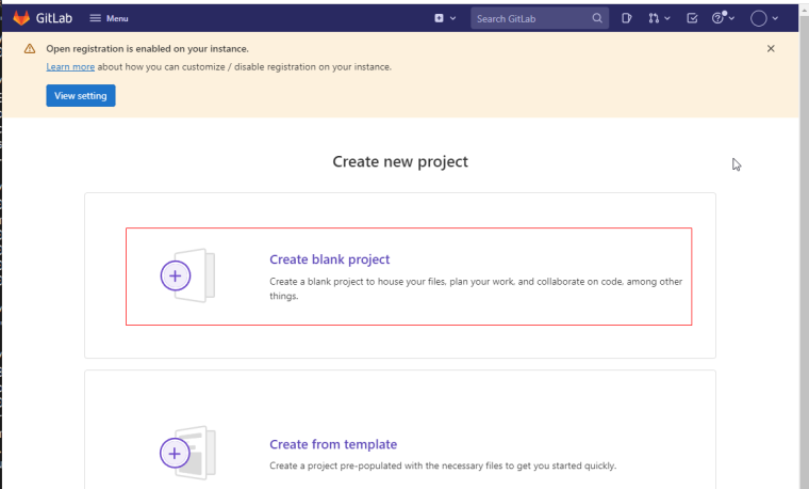 GitLab Menu Search GitLab
Open registration is enabled on your instance.
Learn more about how you can customize / disable registration on your instance.
View setting
Create new project
Create blank project
Create a blank project to house your files, plan your work, and collaborate on code, among other
things.
Create from template
Create a project pre-populated with the necessary files to get you started quickly.